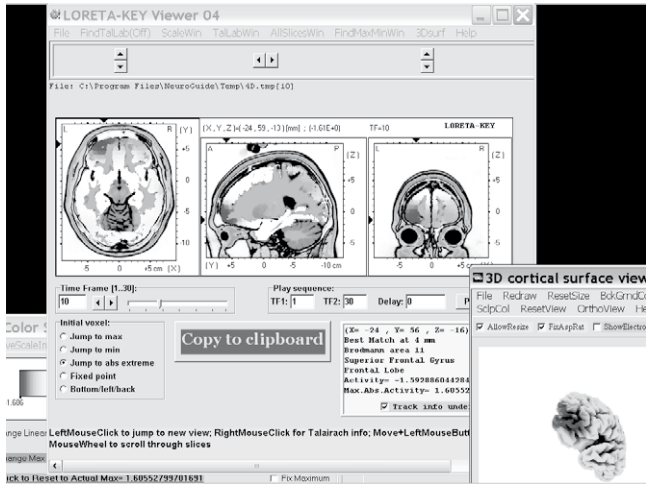 LORETA-KEY Viewer 04
File FindTalLab(Off) ScaleWin TalLabWin AllSlicesWin FindMaxMinWin 3Dsurf Help
File: C:\Program Files\NeuroGuide\Temp\4D.tmp[10]
L R (Y) (X,Y,Z)=(-24, 59, -13)[mm] ; (-1.61E+0) TF=10 LORETA-KEY
A P (Z) L R (Z)
+5 +5 +5
0 0 0
-5 -5 -5
-10
-5 0 +5 cm (X) (Y) +5 0 -5 -10 cm -5 0 +5 cm (X)
Time Frame [1..30]:
10
Play sequence:
TF1: 1 TF2: 30 Delay: 0 P
Initial voxel:
Jump to max
Jump to min
Jump to abs extreme
Fixed point
Bottom/left/back
Copy to clipboard
(X= -24 , Y= 56 , Z= -16)
Best Match at 4 mm
Brodmann area 11
Superior Frontal Gyrus
Frontal Lobe
Activity= -1.592886044284
Max.Abs.Activity= 1.60552
Track info unde
LeftMouseClick to jump to new view; RightMouseClick for Talairach info; Move+LeftMouseButt
MouseWheel to scroll through slices
3D cortical surface view
File Redraw ResetSize BckGrndCo
SclpCol ResetView OrthoView He
AllowResize FixAspRat ShowElectro
Color S
veScaleIn
1.606
nge Linear
ange Max
ick to Reset to Actual Max= 1.60552799701691
Fix Maximum